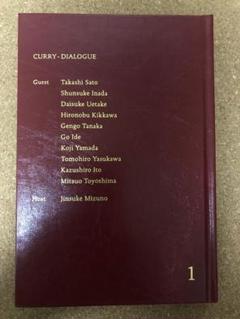 CURRY-DIALOGUE
Guest Takashi Sato
Shunsuke Inada
Daisuke Uetake
Hironobu Kikkawa
Gengo Tanaka
Go Ide
Koji Yamada
Tomohiro Yasukawa
Kazushiro Ito
Mitsuo Toyoshima
Host Jinsuke Mizuno
1